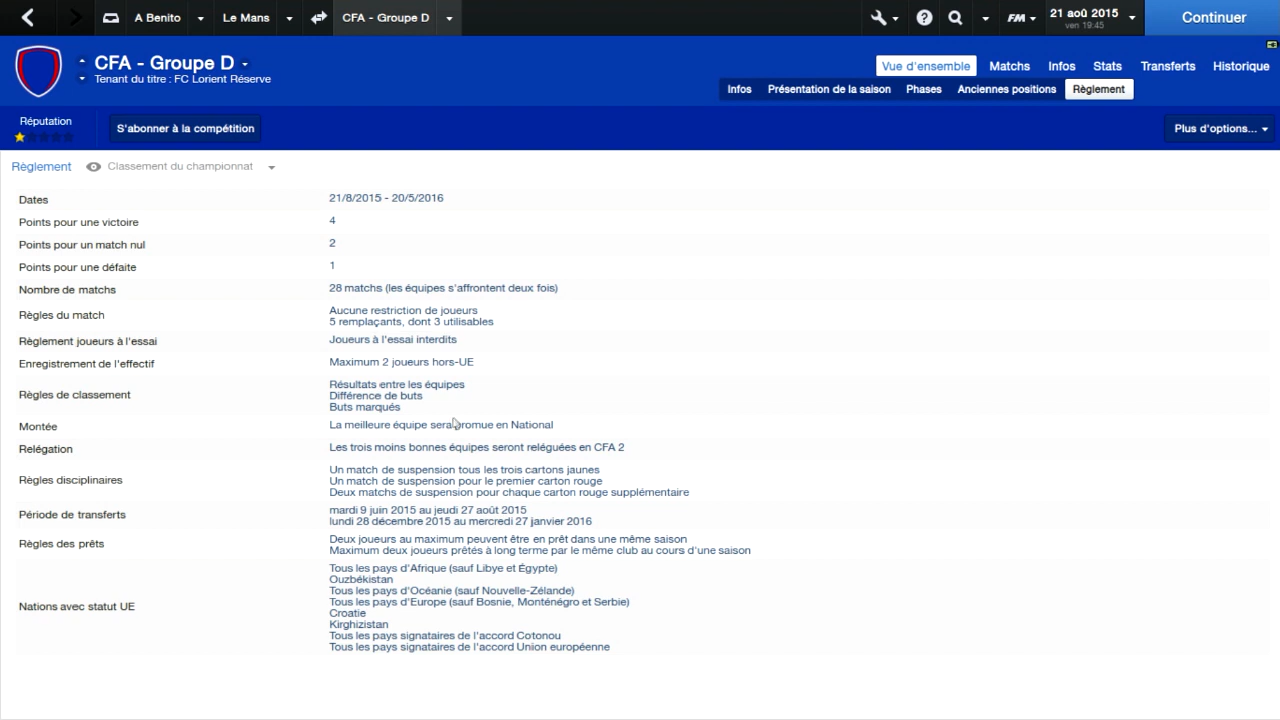 A Benito
Le Mans
CFA - Groupe D
FM
21 aoû 2015
ven 19:45
Continuer
CFA - Groupe D
Tenant du titre : FC Lorient Réserve
Vue d'ensemble
Matchs
Infos
Stats
Transferts
Historique
Infos
Présentation de la saison
Phases
Anciennes positions
Règlement
Réputation
S'abonner à la compétition
Plus d'options...
Règlement
Classement du championnat
Dates
21/8/2015 - 20/5/2016
Points pour une victoire
4
Points pour un match nul
2
Points pour une défaite
1
Nombre de matchs
28 matchs (les équipes s'affrontent deux fois)
Règles du match
Aucune restriction de joueurs
5 remplaçants, dont 3 utilisables
Règlement joueurs à l'essai
Joueurs à l'essai interdits
Enregistrement de l'effectif
Maximum 2 joueurs hors-UE
Règles de classement
Résultats entre les équipes
Différence de buts
Buts marqués
Montée
La meilleure équipe sera promue en National
Relégation
Les trois moins bonnes équipes seront reléguées en CFA 2
Règles disciplinaires
Un match de suspension tous les trois cartons jaunes
Un match de suspension pour le premier carton rouge
Deux matchs de suspension pour chaque carton rouge supplémentaire
Période de transferts
mardi 9 juin 2015 au jeudi 27 août 2015
lundi 28 décembre 2015 au mercredi 27 janvier 2016
Règles des prêts
Deux joueurs au maximum peuvent être en prêt dans une même saison
Maximum deux joueurs prêtés à long terme par le même club au cours d'une saison
Nations avec statut UE
Tous les pays d'Afrique (sauf Libye et Égypte)
Ouzbékistan
Tous les pays d'Océanie (sauf Nouvelle-Zélande)
Tous les pays d'Europe (sauf Bosnie, Monténégro et Serbie)
Croatie
Kirghizistan
Tous les pays signataires de l'accord Cotonou
Tous les pays signataires de l'accord Union européenne